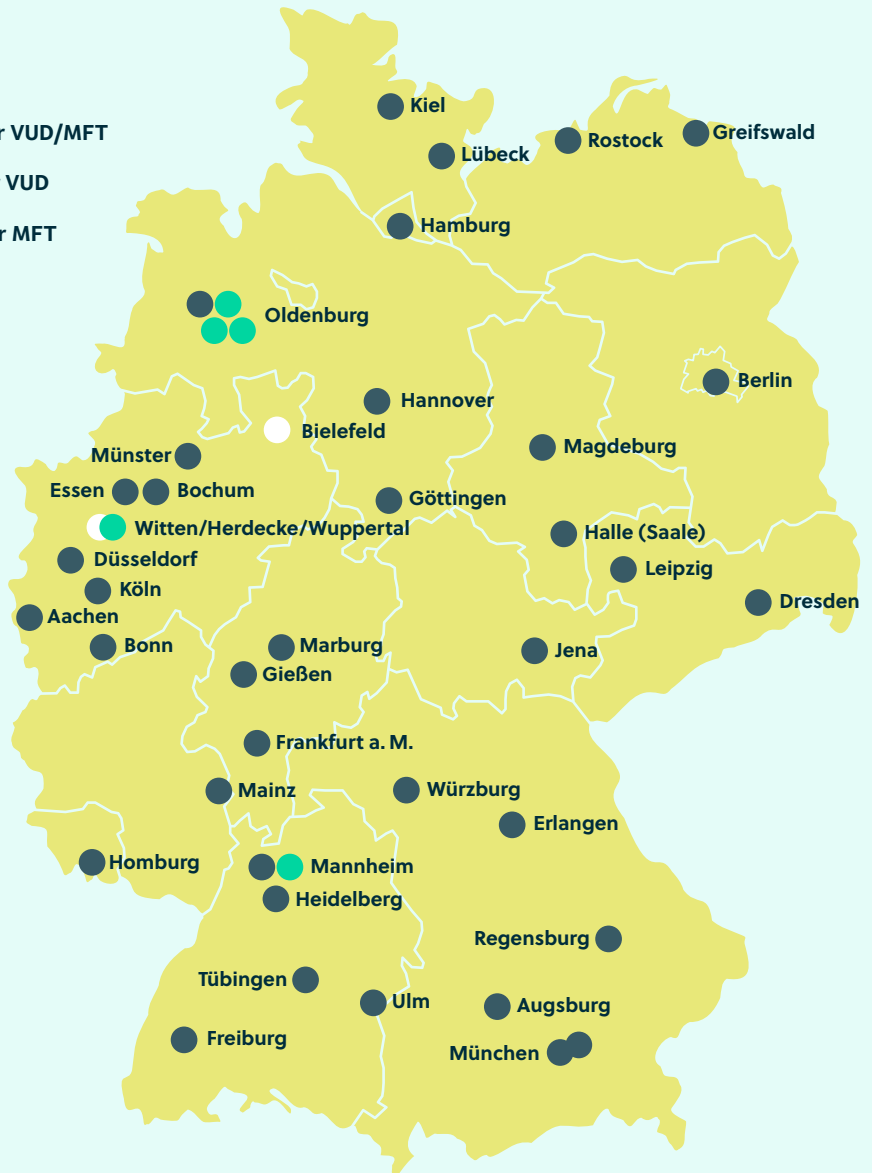 Kiel
r VUD/MFT
Rostock
Greifswald
Lübeck
VUD
r MFT
Hamburg
Oldenburg
Berlin
Hannover
Bielefeld
Magdeburg
Münster
Essen
Bochum
Göttingen
Witten/Herdecke/Wuppertal
Halle (Saale)
Düsseldorf
Leipzig
Köln
Dresden
Aachen
Bonn
Marburg
Jena
Gießen
Frankfurt a. M.
Mainz
Würzburg
Erlangen
Homburg
Mannheim
Heidelberg
Regensburg
Tübingen
Ulm
Augsburg
Freiburg
München